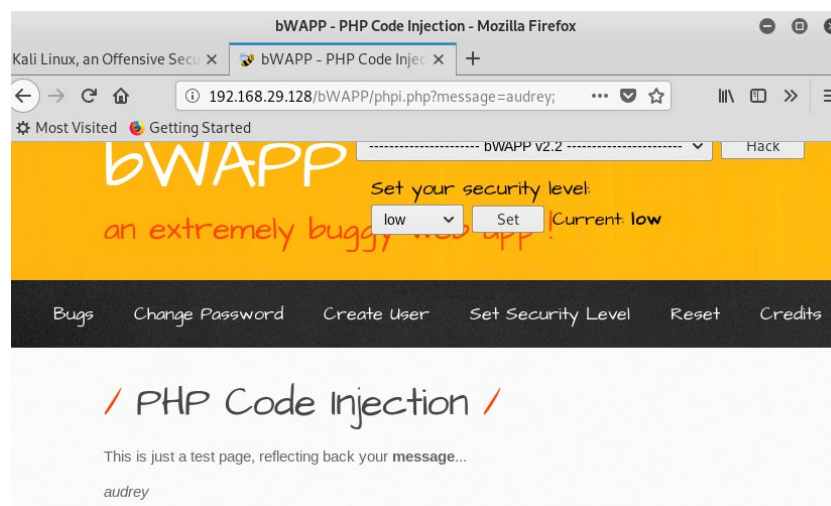 bWAPP - PHP Code Injection - Mozilla Firefox
Kali Linux, an Offensive Secu
bWAPP - PHP Code Injec
192.168.29.128/bWAPP/phpi.php?message=audrey;
Most Visited
Getting Started
bWAPP
---------------------- bWAPP v2.2 ----------------------
Hack
Set your security level:
low
Set
Current: low
an extremely buggy web app !
Bugs
Change Password
Create User
Set Security Level
Reset
Credits
/ PHP Code Injection /
This is just a test page, reflecting back your message...
audrey